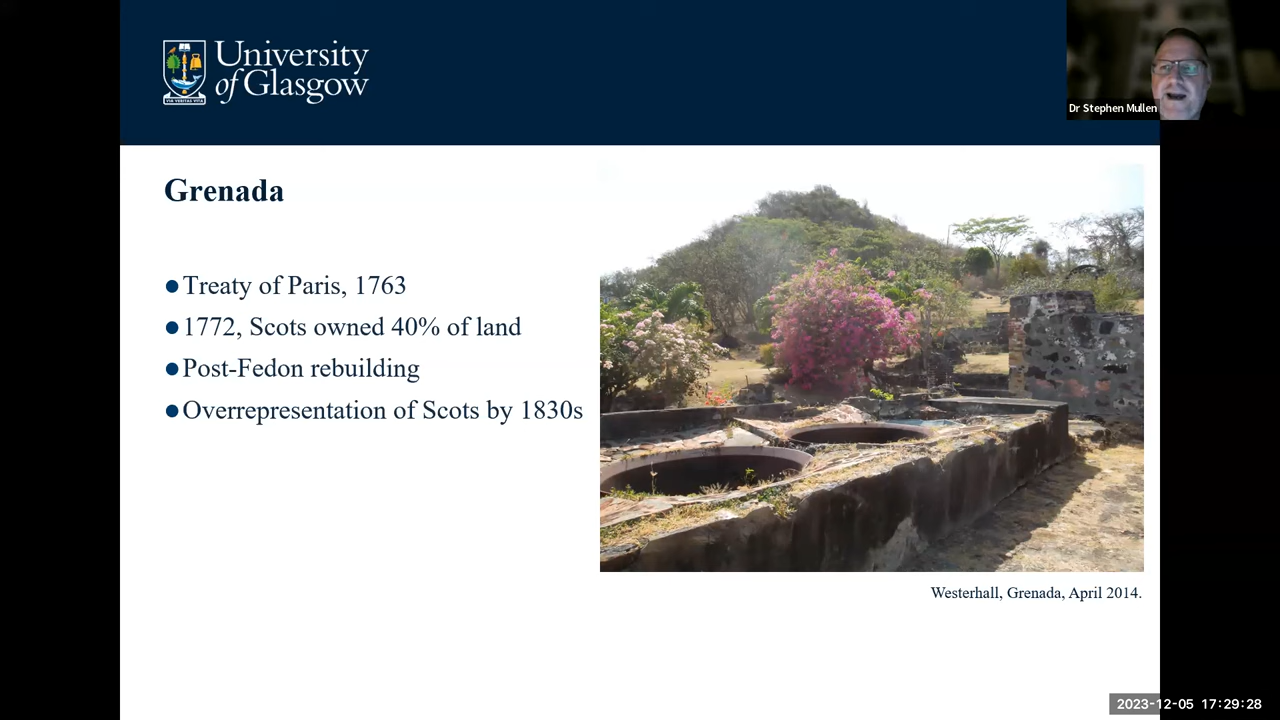 University
of Glasgow
VIA VERITAS VITA
Dr Stephen Mullen
Grenada
●Treaty of Paris, 1763
●1772, Scots owned 40% of land
●Post-Fedon rebuilding
●Overrepresentation of Scots by 1830s
Westerhall, Grenada, April 2014.
2023-12-05 17:29:28